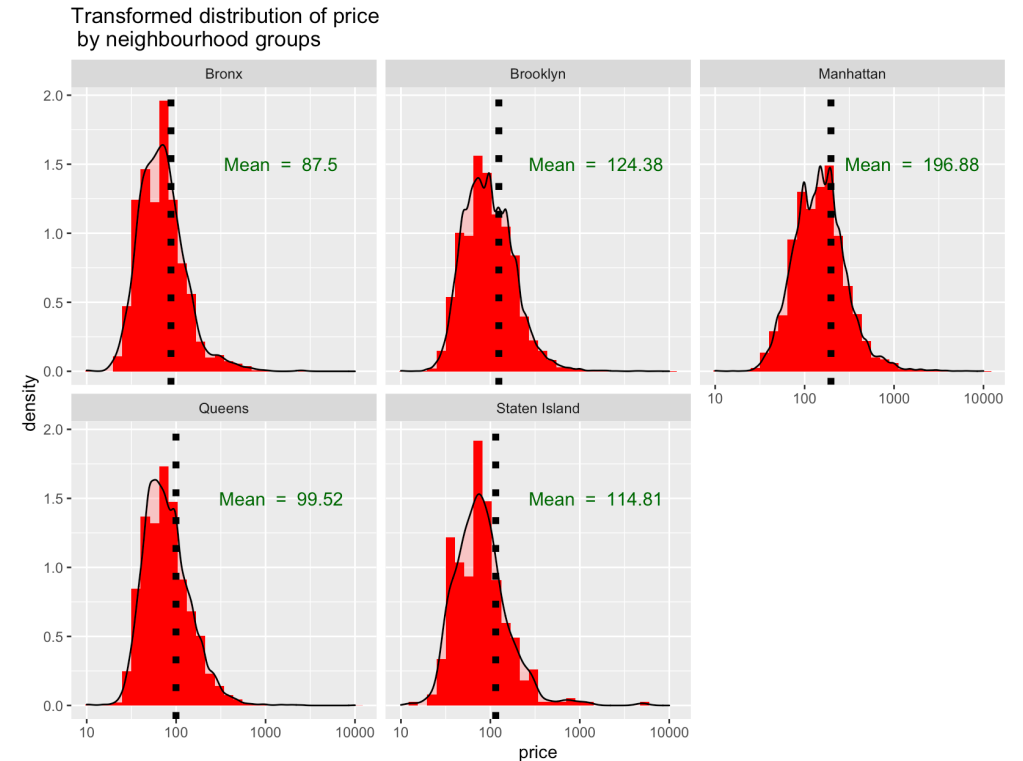 Transformed distribution of price
by neighbourhood groups
Bronx
Brooklyn
Manhattan
2.0
1.5
1.0
0.5
0.0
Mean = 87.5
Mean = 124.38
Mean = 196.88
10 100 1000 10000
density
Queens
Staten Island
2.0
1.5
1.0
0.5
0.0
Mean = 99.52
Mean = 114.81
10 100 1000 10000
10 100 1000 10000
price